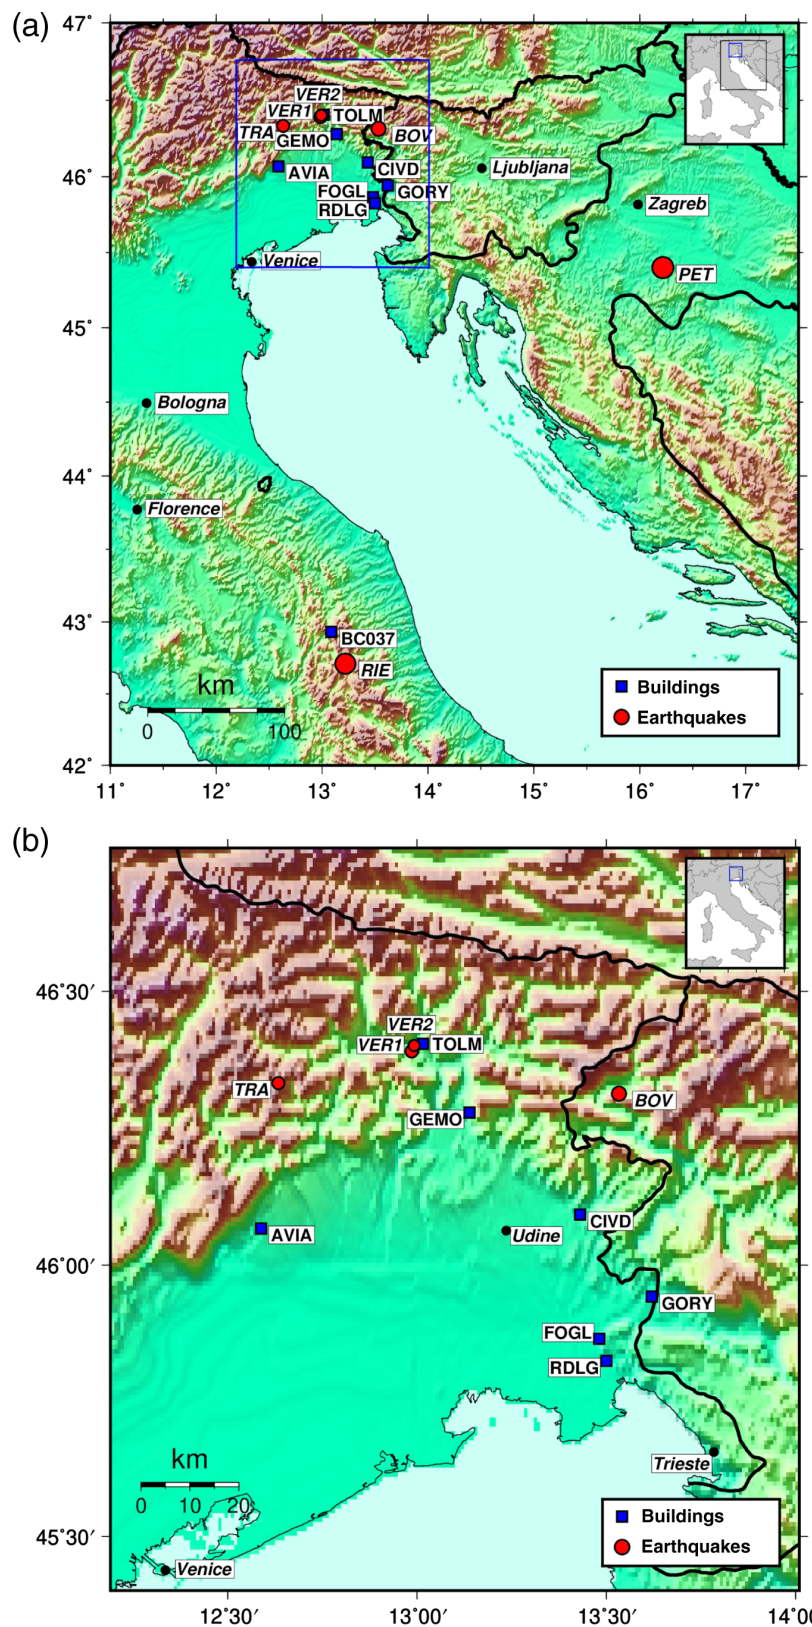 (a)
47°
VER2
VER1
TOLM
TRA
GEMO
BOV
AVIA
CIVD
Ljubljana
46°
FOGL
GORY
RDLG
Zagreb
Venice
PET
45°
Bologna
44°
Florence
43°
BC037
RIE
km
0
100
Buildings
Earthquakes
42°
11°
12°
13°
14°
15°
16°
17°
(b)
46°30′
VER2
VER1
TOLM
TRA
BOV
GEMO
CIVD
AVIA
Udine
46°00′
GORY
FOGL
RDLG
km
0
10
20
Trieste
Buildings
Earthquakes
45°30′
Venice
12°30′
13°00′
13°30′
14°00′